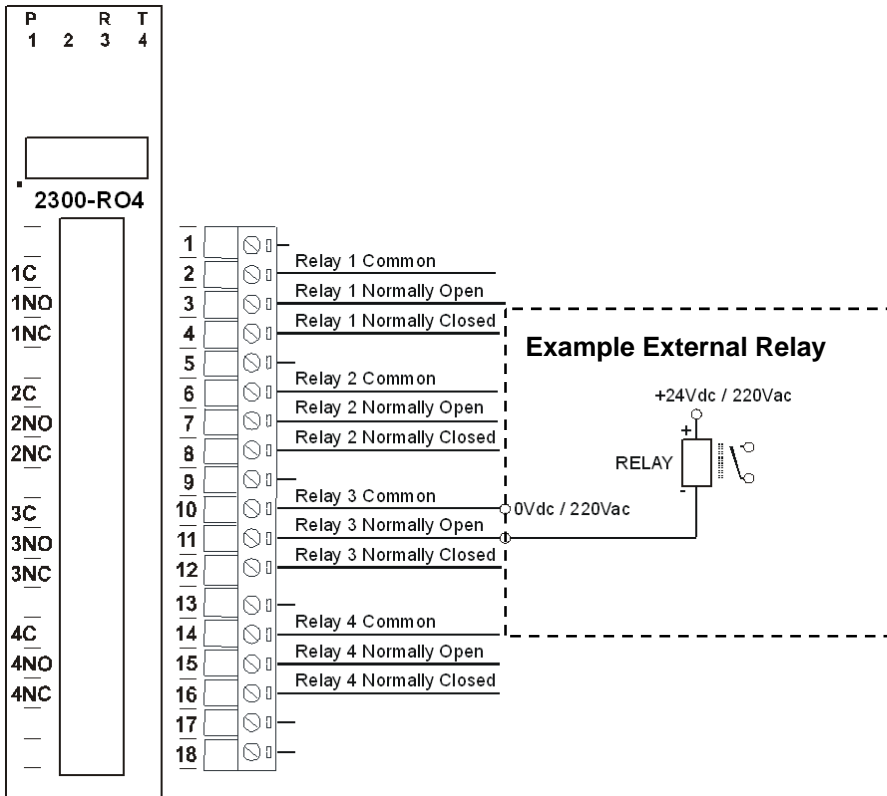 P R T
1 2 3 4
2300-RO4
1C
1NO
1NC
2C
2NO
2NC
3C
3NO
3NC
4C
4NO
4NC
1
2 Relay 1 Common
3 Relay 1 Normally Open
4 Relay 1 Normally Closed
5
6 Relay 2 Common
7 Relay 2 Normally Open
8 Relay 2 Normally Closed
9
10 Relay 3 Common
11 Relay 3 Normally Open
12 Relay 3 Normally Closed
13
14 Relay 4 Common
15 Relay 4 Normally Open
16 Relay 4 Normally Closed
17
18
Example External Relay
+24Vdc / 220Vac
+
RELAY
-
0Vdc / 220Vac